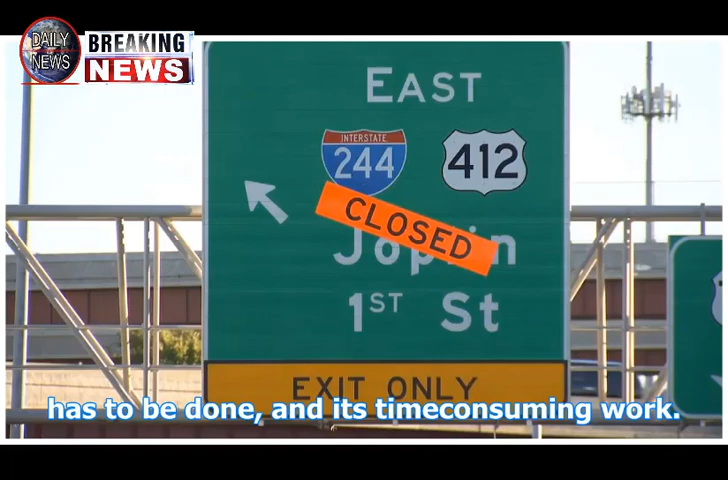 DAILY
NEWS
BREAKING
NEWS
EAST
INTERSTATE
244
412
CLOSED
1ST St
EXIT ONLY
has to be done, and its timeconsuming work.